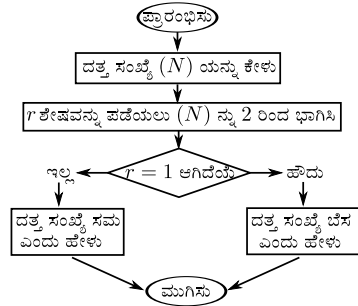 ಪ್ರಾರಂಭಿಸು
ದತ್ತ ಸಂಖ್ಯೆ (N) ಯನ್ನು ಕೇಳು
r ಶೇಷವನ್ನು ಪಡೆಯಲು (N) ನ್ನು 2 ರಿಂದ ಭಾಗಿಸಿ
ಇಲ್ಲ r = 1 ಆಗಿದೆಯೆ ಹೌದು
ದತ್ತ ಸಂಖ್ಯೆ ಸಮ
ಎಂದು ಹೇಳು
ದತ್ತ ಸಂಖ್ಯೆ ಬೆಸ
ಎಂದು ಹೇಳು
ಮುಗಿಸು